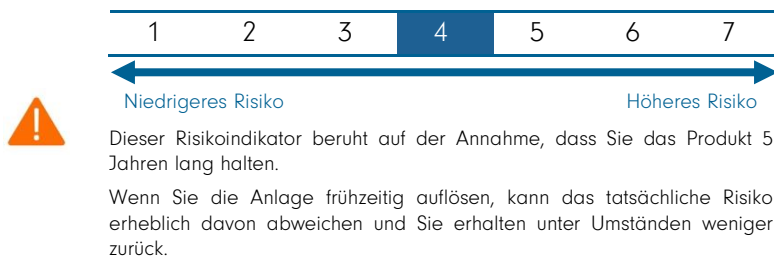 1 2 3 4 5 6 7
Niedrigeres Risiko Höheres Risiko
Dieser Risikoindikator beruht auf der Annahme, dass Sie das Produkt 5
Jahren lang halten.
Wenn Sie die Anlage frühzeitig auflösen, kann das tatsächliche Risiko
erheblich davon abweichen und Sie erhalten unter Umständen weniger
zurück.